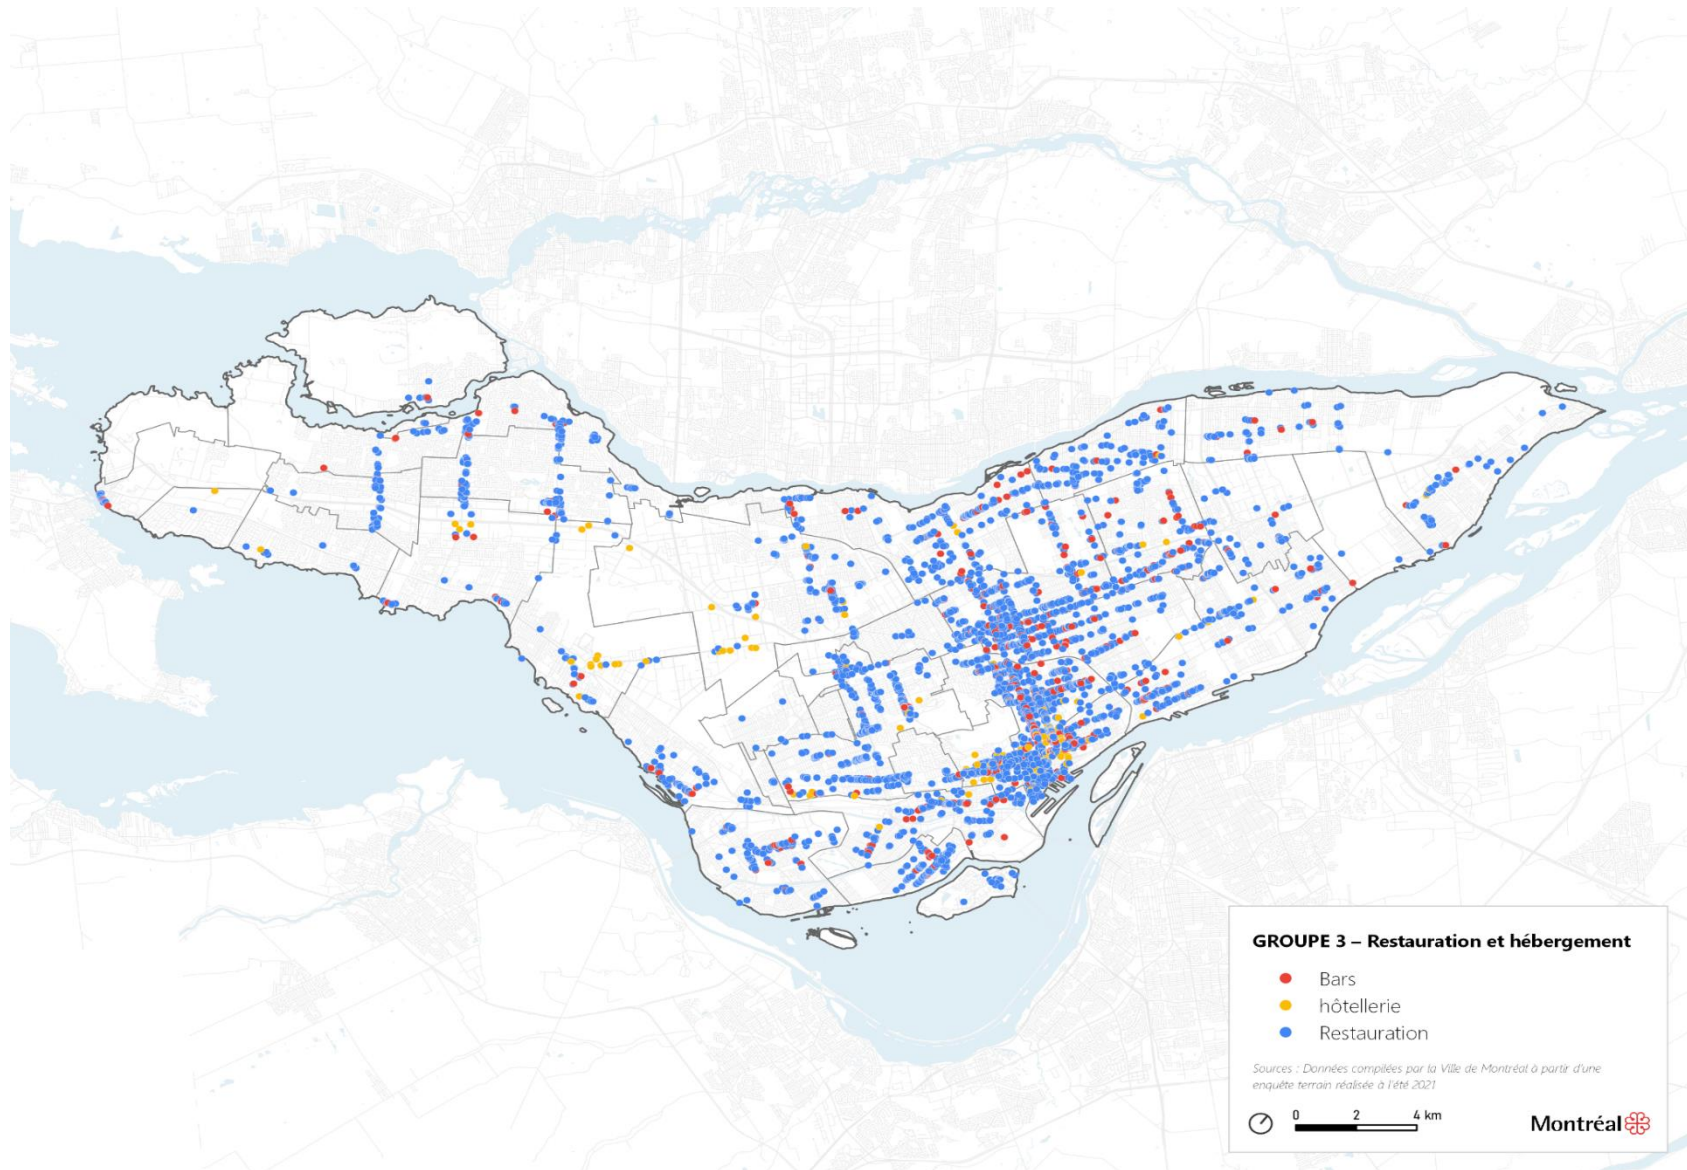 GROUPE 3 – Restauration et hébergement
Bars
hôtellerie
Restauration
Sources : Données compilées par la Ville de Montréal à partir d'une
enquête terrain réalisée à l'été 2021
0 2 4 km
Montréal